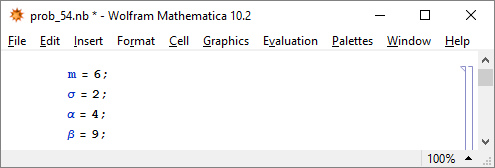 prob_54.nb * - Wolfram Mathematica 10.2
File Edit Insert Format Cell Graphics Evaluation Palettes Window Help
m = 6;
σ = 2;
α = 4;
β = 9;
100%